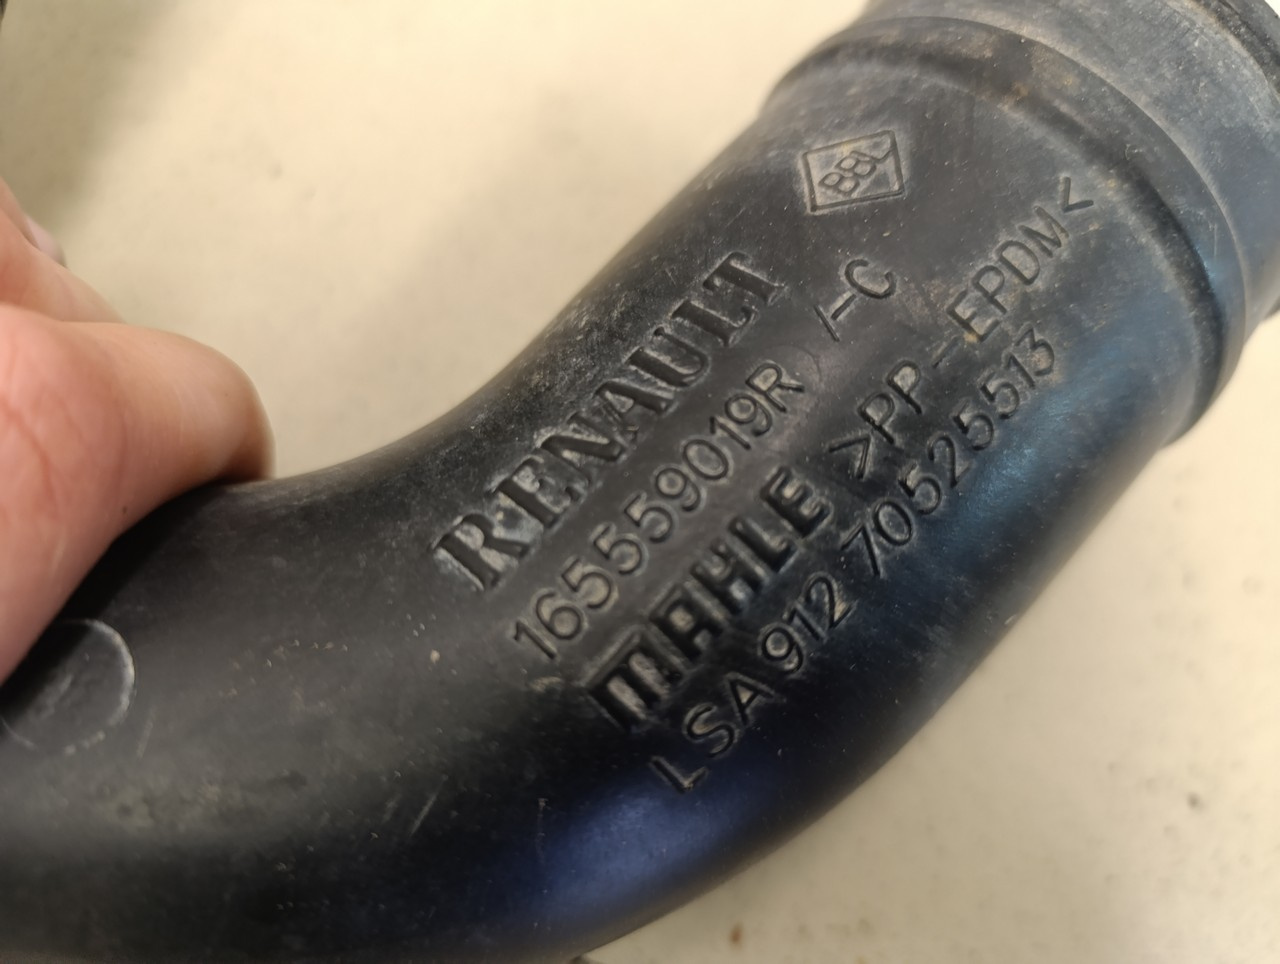 BBL
RENAULT
165559019R /-C
MAHLE >PP-EPDM<
LSA912 70525513